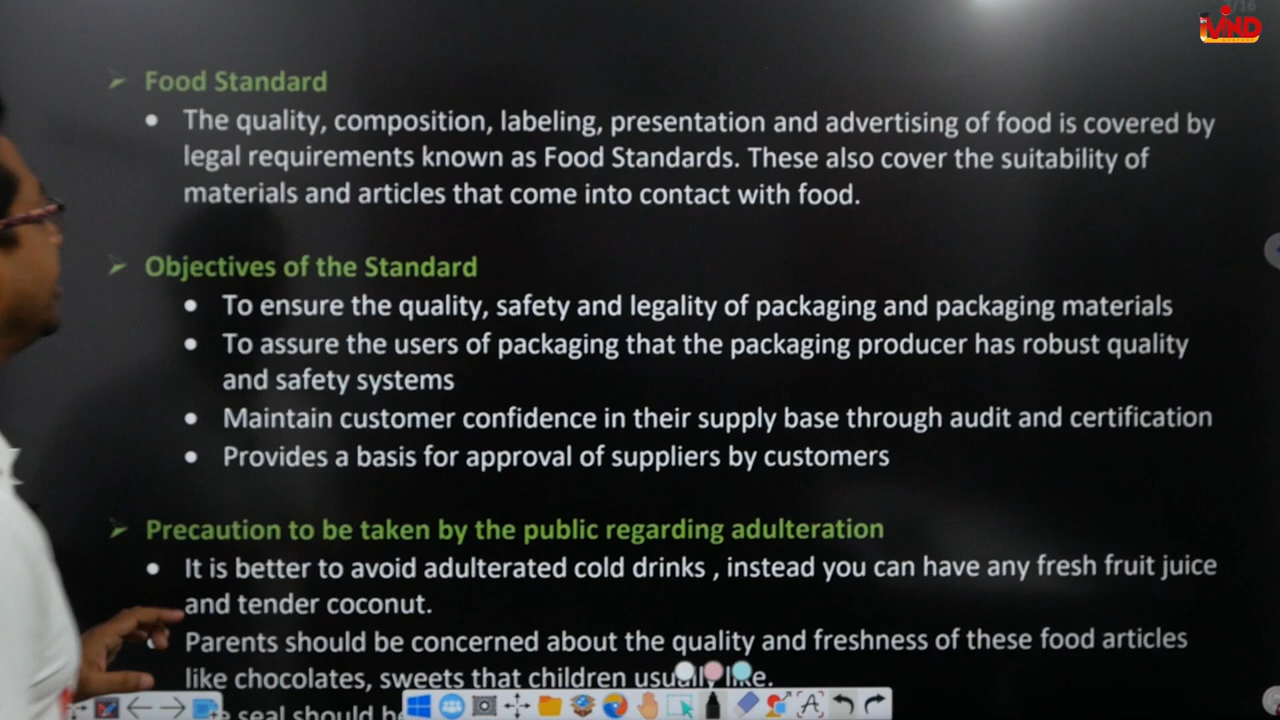 iVIND
➢ Food Standard
• The quality, composition, labeling, presentation and advertising of food is covered by
legal requirements known as Food Standards. These also cover the suitability of
materials and articles that come into contact with food.
➢ Objectives of the Standard
• To ensure the quality, safety and legality of packaging and packaging materials
• To assure the users of packaging that the packaging producer has robust quality
and safety systems
• Maintain customer confidence in their supply base through audit and certification
• Provides a basis for approval of suppliers by customers
➢ Precaution to be taken by the public regarding adulteration
• It is better to avoid adulterated cold drinks , instead you can have any fresh fruit juice
and tender coconut.
• Parents should be concerned about the quality and freshness of these food articles
like chocolates, sweets that children usually like.
seal should